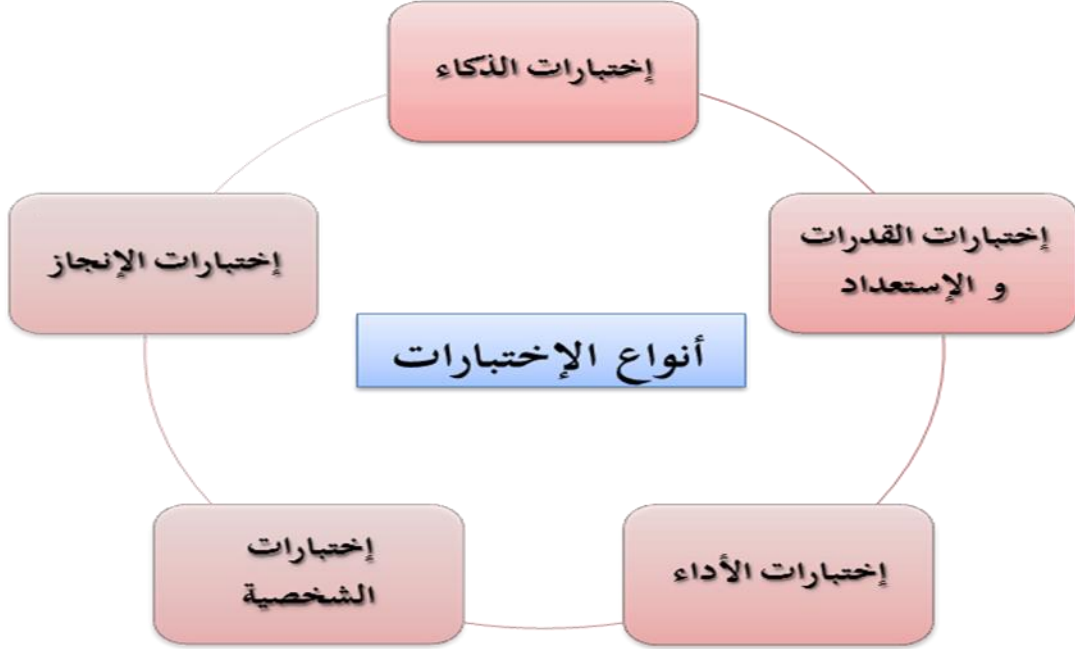 إختبارات الذكاء
إختبارات القدرات
و الإستعداد
إختبارات الإنجاز
أنواع الإختبارات
إختبارات الأداء
إختبارات
الشخصية